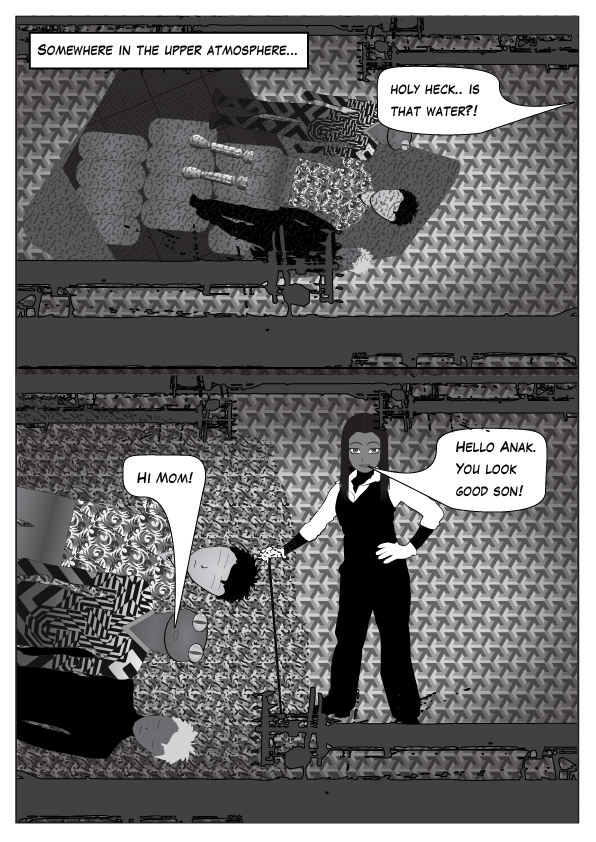 Somewhere in the upper atmosphere...
Holy heck.. is
that water?!
Hello Anak.
You look
good son!
Hi Mom!